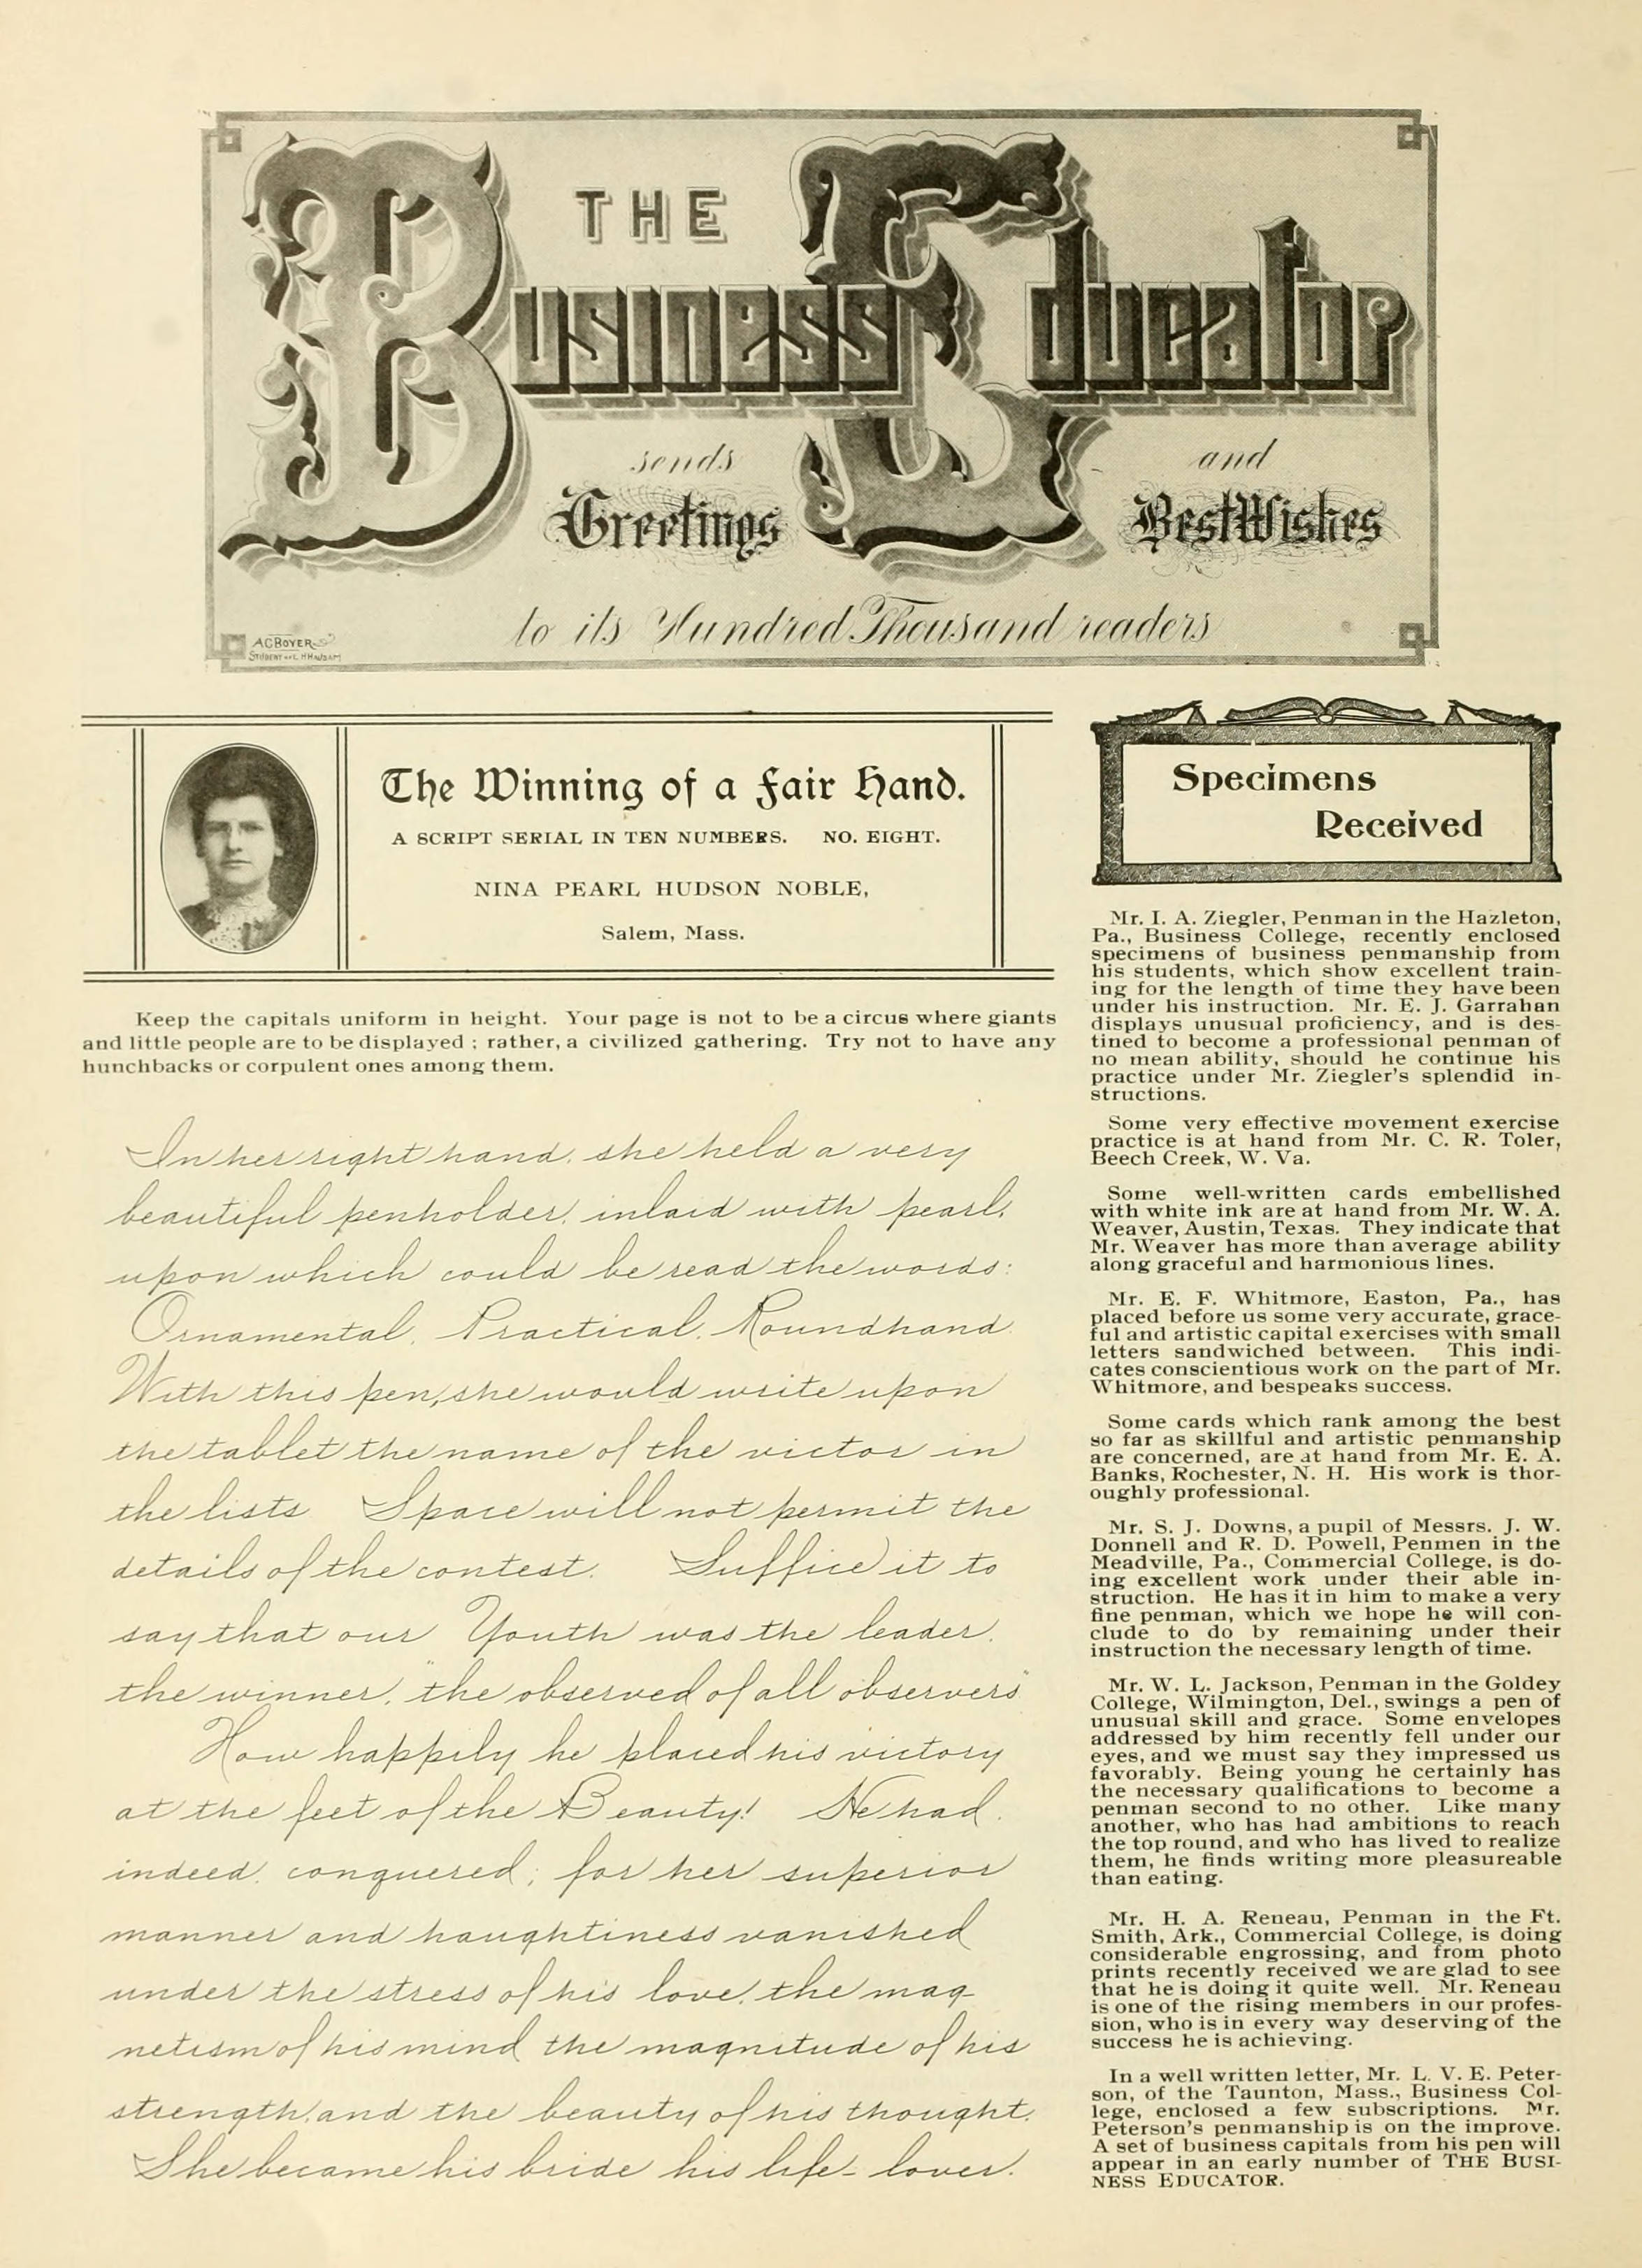 THE
Business Educator
sends and
Greetings Best Wishes
to its Hundred Thousand readers
A C BOYER
STUDENT OF L. H. HAUSAM
The Winning of a Fair Hand.
A SCRIPT SERIAL IN TEN NUMBERS. NO. EIGHT.
NINA PEARL HUDSON NOBLE,
Salem, Mass.
Keep the capitals uniform in height. Your page is not to be a circus where giants
and little people are to be displayed ; rather, a civilized gathering. Try not to have any
hunchbacks or corpulent ones among them.
In her right hand, she held a very
beautiful penholder, inlaid with pearl,
upon which could be read the words:
Ornamental, Practical, Roundhand.
With this pen, she would write upon
the tablet the name of the victor in
the lists Space will not permit the
details of the contest. Suffice it to
say that our Youth was the leader,
the winner, "the observed of all observers"
How happily he placed his victory
at the feet of the Beauty! He had,
indeed, conquered; for her superior
manner and haughtiness vanished
under the stress of his love, the mag
netism of his mind the magnitude of his
strength, and the beauty of his thought.
She became his bride his life-lover.
Specimens
Received
Mr. I. A. Ziegler, Penman in the Hazleton,
Pa., Business College, recently enclosed
specimens of business penmanship from
his students, which show excellent train-
ing for the length of time they have been
under his instruction. Mr. E. J. Garrahan
displays unusual proficiency, and is des-
tined to become a professional penman of
no mean ability, should he continue his
practice under Mr. Ziegler's splendid in-
structions.
Some very effective movement exercise
practice is at hand from Mr. C. R. Toler,
Beech Creek, W. Va.
Some well-written cards embellished
with white ink are at hand from Mr. W. A.
Weaver, Austin, Texas. They indicate that
Mr. Weaver has more than average ability
along graceful and harmonious lines.
Mr. E. F. Whitmore, Easton, Pa., has
placed before us some very accurate, grace-
ful and artistic capital exercises with small
letters sandwiched between. This indi-
cates conscientious work on the part of Mr.
Whitmore, and bespeaks success.
Some cards which rank among the best
so far as skillful and artistic penmanship
are concerned, are at hand from Mr. E. A.
Banks, Rochester, N. H. His work is thor-
oughly professional.
Mr. S. J. Downs, a pupil of Messrs. J. W.
Donnell and R. D. Powell, Penmen in the
Meadville, Pa., Commercial College, is do-
ing excellent work under their able in-
struction. He has it in him to make a very
fine penman, which we hope he will con-
clude to do by remaining under their
instruction the necessary length of time.
Mr. W. L. Jackson, Penman in the Goldey
College, Wilmington, Del., swings a pen of
unusual skill and grace. Some envelopes
addressed by him recently fell under our
eyes, and we must say they impressed us
favorably. Being young he certainly has
the necessary qualifications to become a
penman second to no other. Like many
another, who has had ambitions to reach
the top round, and who has lived to realize
them, he finds writing more pleasureable
than eating.
Mr. H. A. Reneau, Penman in the Ft.
Smith, Ark., Commercial College, is doing
considerable engrossing, and from photo
prints recently received we are glad to see
that he is doing it quite well. Mr. Reneau
is one of the rising members in our profes-
sion, who is in every way deserving of the
success he is achieving.
In a well written letter, Mr. L. V. E. Peter-
son, of the Taunton, Mass., Business Col-
lege, enclosed a few subscriptions. Mr.
Peterson's penmanship is on the improve.
A set of business capitals from his pen will
appear in an early number of THE BUSI-
NESS EDUCATOR.